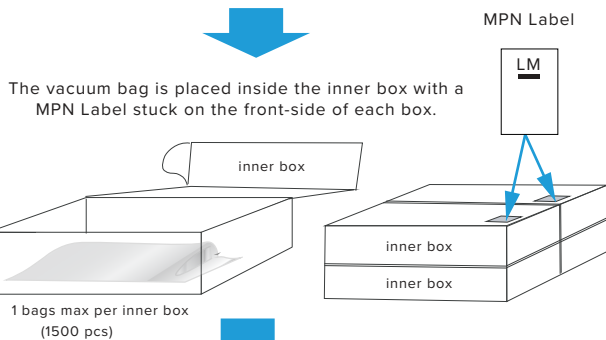 MPN Label
LM
The vacuum bag is placed inside the inner box with a
MPN Label stuck on the front-side of each box.
inner box
inner box
inner box
1 bags max per inner box
(1500 pcs)